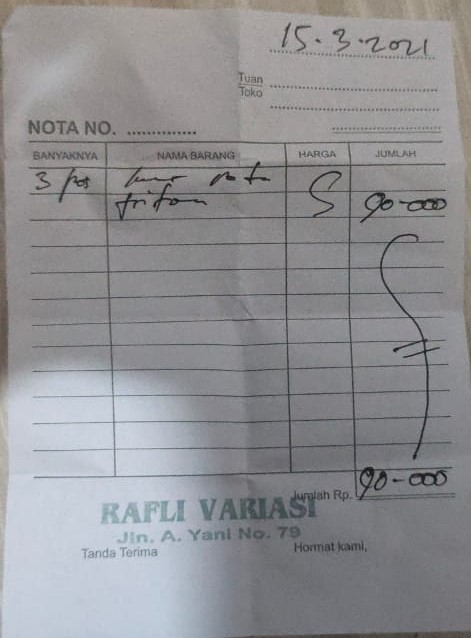 15.3.2021
Tuan
Toko
NOTA NO. ..............
BANYAKNYA NAMA BARANG HARGA JUMLAH
3
triton 90-000
Jumlah Rp. 90-000
RAFLI VARIASI
Jln. A. Yani No. 79
Tanda Terima Hormat kami,